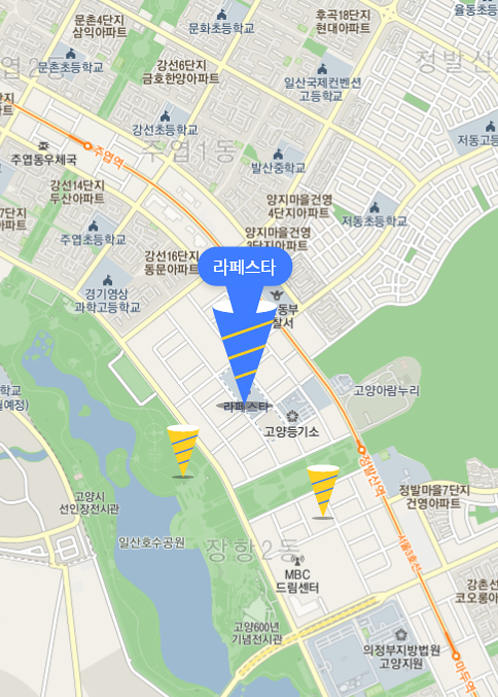 문촌4단지
삼익아파트
문화초등학교
후곡18단지
현대아파트
율동초등
문촌초등학교
강선6단지
금호한양아파트
일산국제컨벤션
고등학교
정발산
강선초등학교
저동고등
주엽역
주엽동우체국
주엽1동
발산중학교
강선14단지
두산아파트
양지마을건영
4단지아파트
저동초등학교
7단지
아파트
주엽초등학교
양지마을건영
3단지아파트
강선16단지
동문아파트
라페스타
경기영상
과학고등학교
동부
찰서
고양아람누리
라페스타
고양등기소
학교
예정)
정발산역
고양시
선인장전시관
정발마을7단지
건영아파트
일산호수공원
장항2동
서울3호선
MBC
드림센터
강촌선
코오롱아
고양600년
기념전시관
의정부지방법원
고양지원
마두역